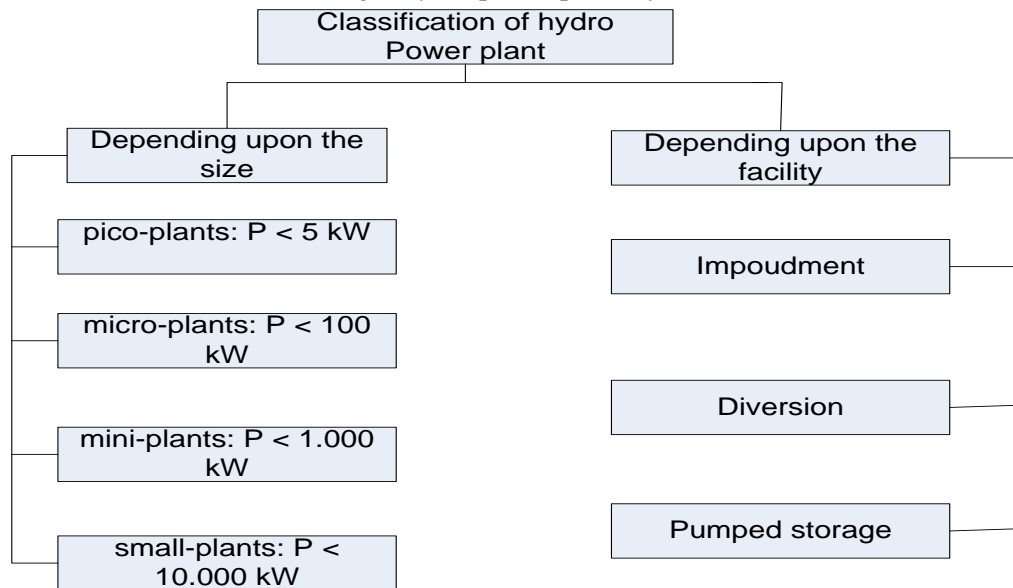 Classification of hydro
Power plant
Depending upon the
size
pico-plants: P < 5 kW
micro-plants: P < 100
kW
mini-plants: P < 1.000
kW
small-plants: P <
10.000 kW
Depending upon the
facility
Impoudment
Diversion
Pumped storage